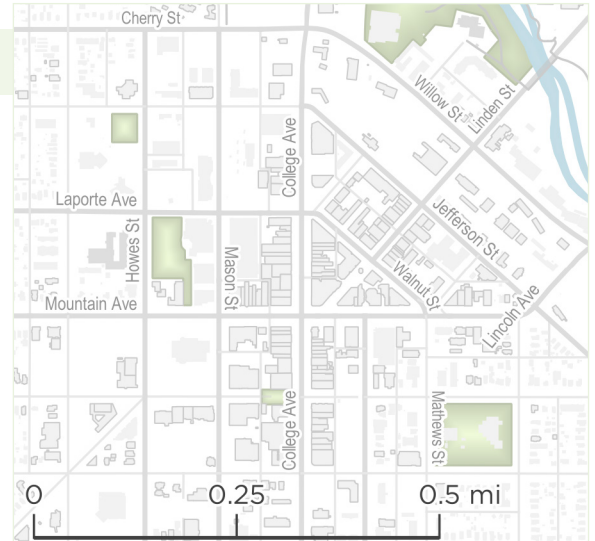 Cherry St
Willow St
Linden St
College Ave
Laporte Ave
Jefferson St
Howes St
Mason St
Walnut St
Mountain Ave
Lincoln Ave
College Ave
Mathews St
0 0.25 0.5 mi